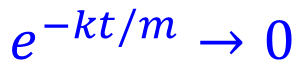 e^{-kt/m} → 0